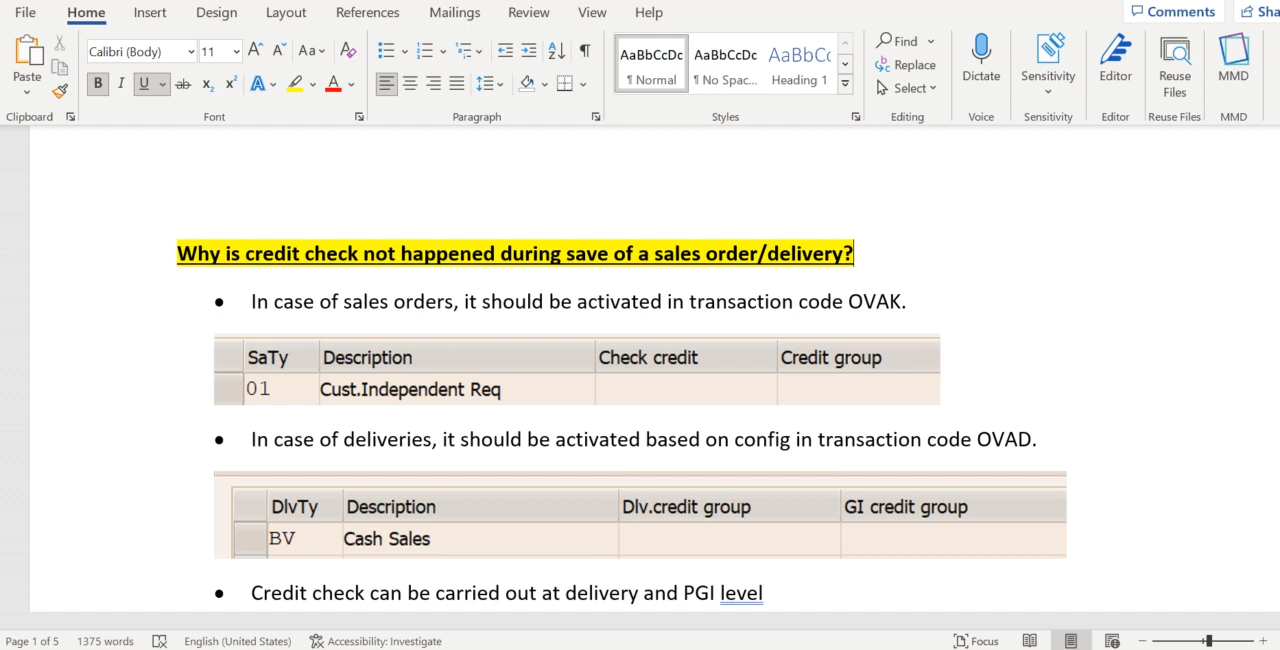 File Home Insert Design Layout References Mailings Review View Help Comments Sha
Calibri (Body) 11 Aa AaBbCcDc AaBbCcDc AaBbCc Find Replace Select
Paste Normal No Spac... Heading 1 Dictate Sensitivity Editor Reuse Files MMD
B I U ab x₂ x² A A
Clipboard Font Paragraph Styles Editing Voice Sensitivity Editor Reuse Files MMD
Why is credit check not happened during save of a sales order/delivery?
• In case of sales orders, it should be activated in transaction code OVAK.
SaTy Description Check credit Credit group
01 Cust.Independent Req
• In case of deliveries, it should be activated based on config in transaction code OVAD.
DlvTy Description Dlv.credit group GI credit group
BV Cash Sales
• Credit check can be carried out at delivery and PGI level
Page 1 of 5 1375 words English (United States) Accessibility: Investigate Focus